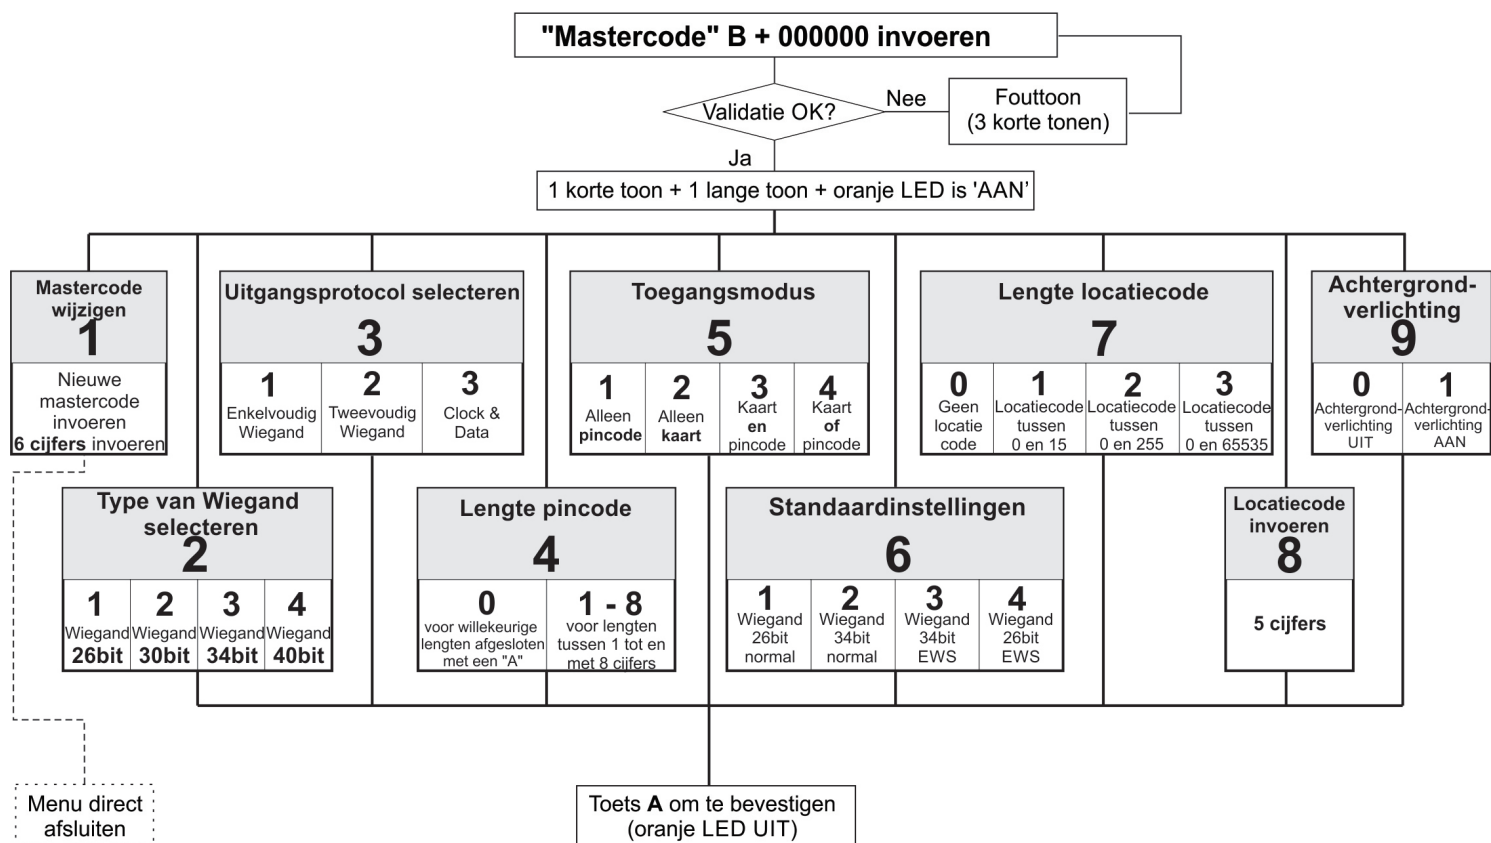 "Mastercode" B + 000000 invoeren
Validatie OK?
Nee
Fouttoon
(3 korte tonen)
Ja
1 korte toon + 1 lange toon + oranje LED is 'AAN'
Mastercode
wijzigen
1
Nieuwe
mastercode
invoeren
6 cijfers invoeren
Uitgangsprotocol selecteren
3
1
Enkelvoudig
Wiegand
2
Tweevoudig
Wiegand
3
Clock &
Data
Toegangsmodus
5
1
Alleen
pincode
2
Alleen
kaart
3
Kaart
en
pincode
4
Kaart
of
pincode
Lengte locatiecode
7
0
Geen
locatie
code
1
Locatiecode
tussen
0 en 15
2
Locatiecode
tussen
0 en 255
3
Locatiecode
tussen
0 en 65535
Achtergrond-
verlichting
9
0
Achtergrond-
verlichting
UIT
1
Achtergrond-
verlichting
AAN
Type van Wiegand
selecteren
2
1
Wiegand
26bit
2
Wiegand
30bit
3
Wiegand
34bit
4
Wiegand
40bit
Lengte pincode
4
0
voor willekeurige
lengten afgesloten
met een "A"
1 - 8
voor lengten
tussen 1 tot en
met 8 cijfers
Standaardinstellingen
6
1
Wiegand
26bit
normal
2
Wiegand
34bit
normal
3
Wiegand
34bit
EWS
4
Wiegand
26bit
EWS
Locatiecode
invoeren
8
5 cijfers
Menu direct
afsluiten
Toets A om te bevestigen
(oranje LED UIT)